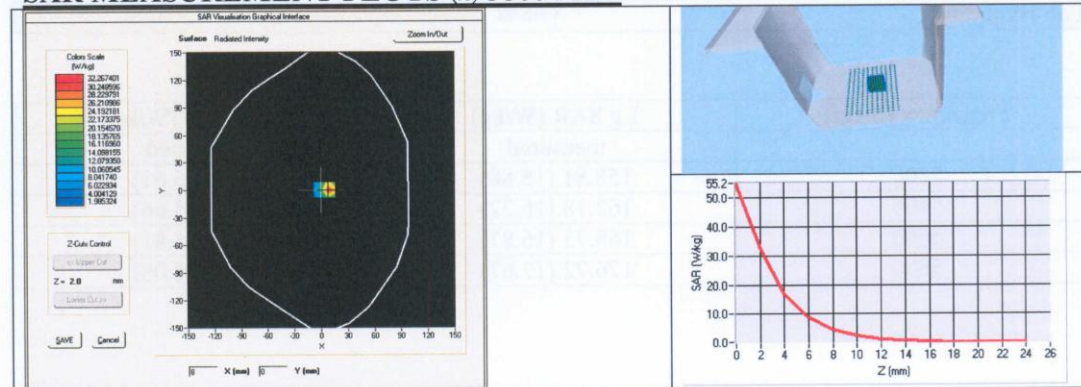 SAR MEASUREMENT PLOTS
SAR Visualisation Graphical Interface
Surface Radiated Intensity
Zoom In/Out
Colors Scale
(W/kg)
32.267401
30.248596
28.229791
26.210986
24.192181
22.173375
20.154570
18.135765
16.116960
14.098155
12.079350
10.060545
8.041740
6.022934
4.004129
1.985324
Z-Cuts Control
<< Upper Cut
Z = 2.0 mm
Lower Cut >>
SAVE Cancel
150
120
90
60
30
Y 0
-30
-60
-90
-120
-150
-150 -120 -90 -60 -30 0 30 60 90 120 150
X
8 X (mm) 0 Y (mm)
55.2
50.0
40.0
30.0
20.0
10.0
0.0
SAR (W/kg)
0 2 4 6 8 10 12 14 16 18 20 22 24 26
Z (mm)